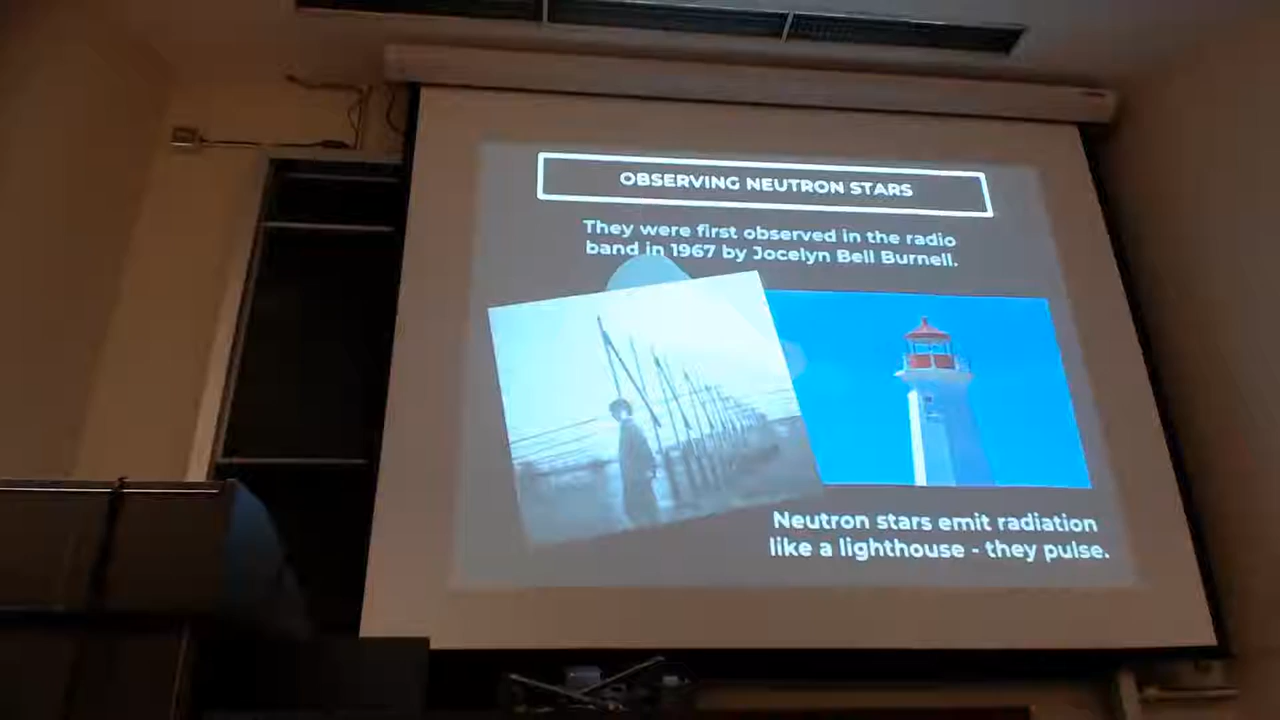 OBSERVING NEUTRON STARS
They were first observed in the radio
band in 1967 by Jocelyn Bell Burnell.
Neutron stars emit radiation
like a lighthouse - they pulse.